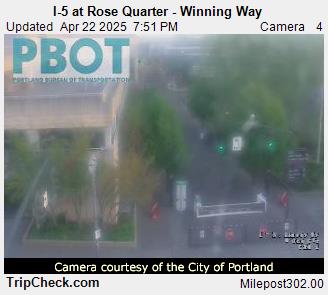 I-5 at Rose Quarter - Winning Way
Updated Apr 22 2025 7:51 PM Camera 4
PBOT
PORTLAND BUREAU OF TRANSPORTATION
Camera courtesy of the City of Portland
TripCheck.com Milepost302.00